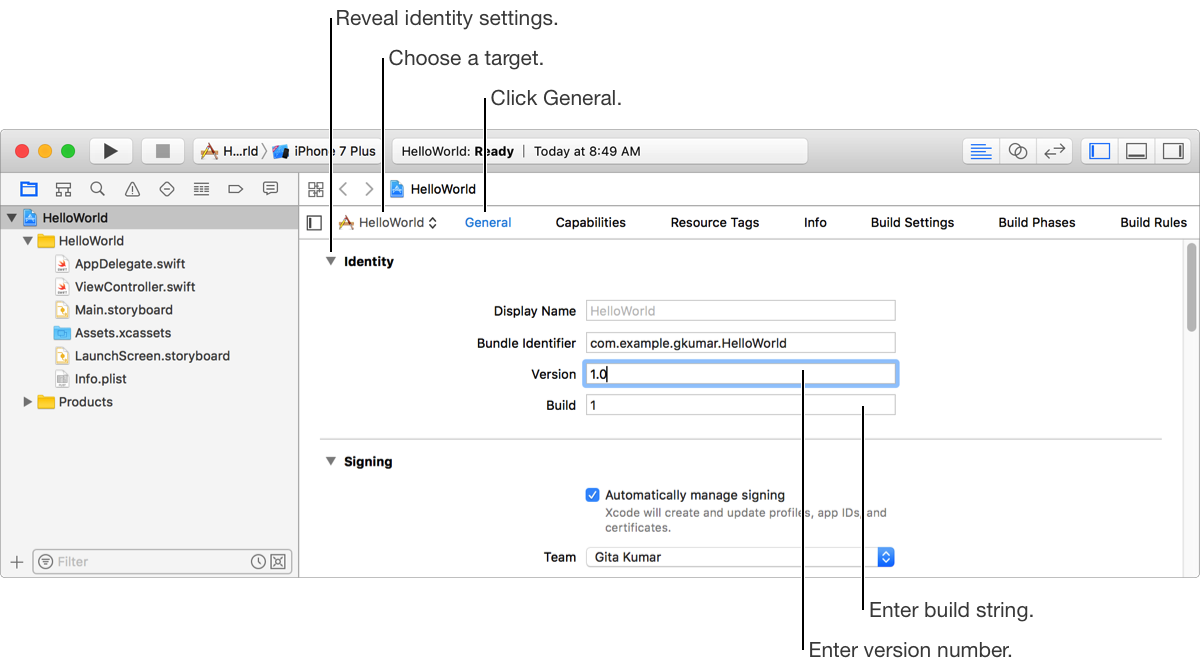 Reveal identity settings.
Choose a target.
Click General.
H...rld iPhone 7 Plus HelloWorld: Ready | Today at 8:49 AM
HelloWorld
HelloWorld
HelloWorld General Capabilities Resource Tags Info Build Settings Build Phases Build Rules
HelloWorld
AppDelegate.swift
ViewController.swift
Main.storyboard
Assets.xcassets
LaunchScreen.storyboard
Info.plist
Products
Filter
Identity
Display Name HelloWorld
Bundle Identifier com.example.gkumar.HelloWorld
Version 1.0
Build 1
Signing
Automatically manage signing
Xcode will create and update profiles, app IDs, and
certificates.
Team Gita Kumar
Enter build string.
Enter version number.